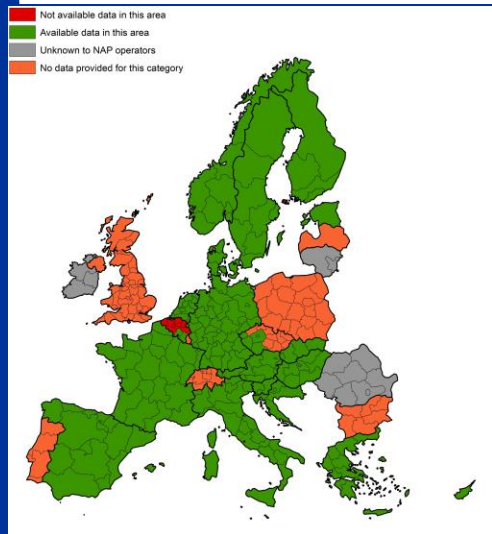 Not available data in this area
Available data in this area
Unknown to NAP operators
No data provided for this category